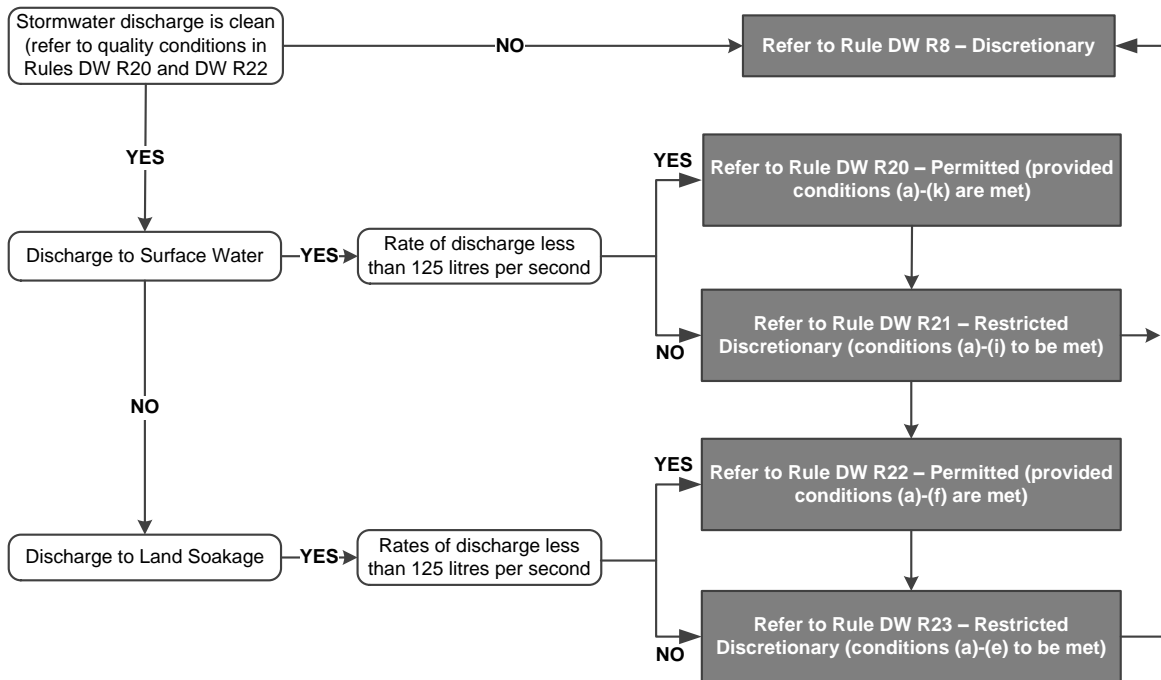 Stormwater discharge is clean
(refer to quality conditions in
Rules DW R20 and DW R22
NO
Refer to Rule DW R8 – Discretionary
YES
YES
Refer to Rule DW R20 – Permitted (provided
conditions (a)-(k) are met)
Discharge to Surface Water
YES
Rate of discharge less
than 125 litres per second
NO
Refer to Rule DW R21 – Restricted
Discretionary (conditions (a)-(i) to be met)
NO
YES
Refer to Rule DW R22 – Permitted (provided
conditions (a)-(f) are met)
Discharge to Land Soakage
YES
Rates of discharge less
than 125 litres per second
NO
Refer to Rule DW R23 – Restricted
Discretionary (conditions (a)-(e) to be met)